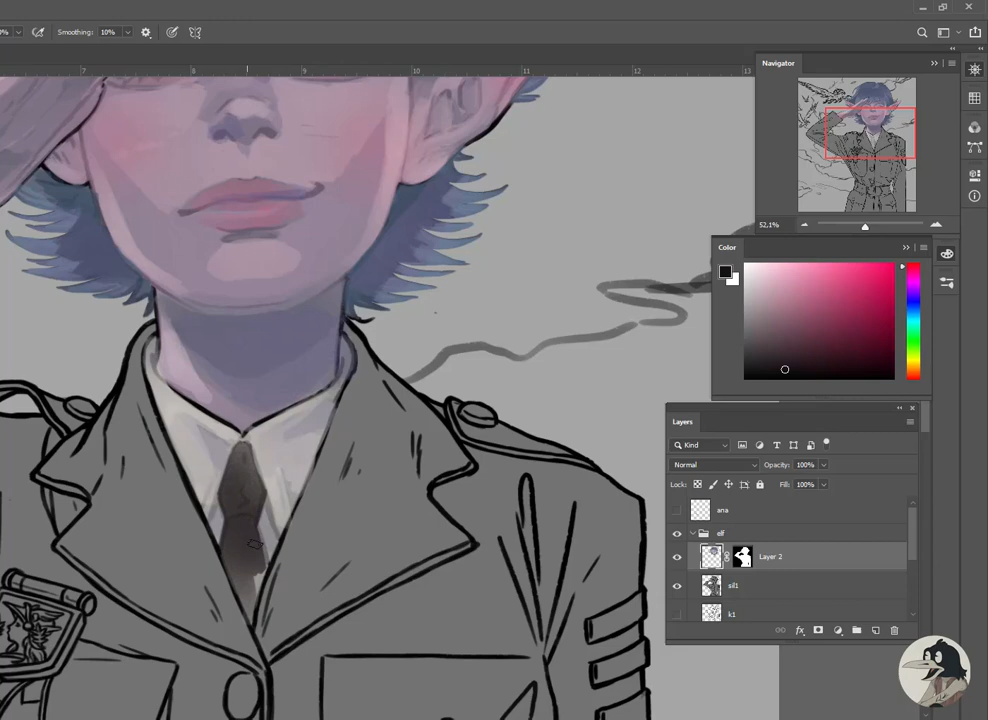 0%
Smoothing: 10%
7 8 9 10 11 12 13
Navigator
52,1%
Color
Layers
Kind
Normal Opacity: 100%
Lock: Fill: 100%
ana
elf
Layer 2
sil1
k1